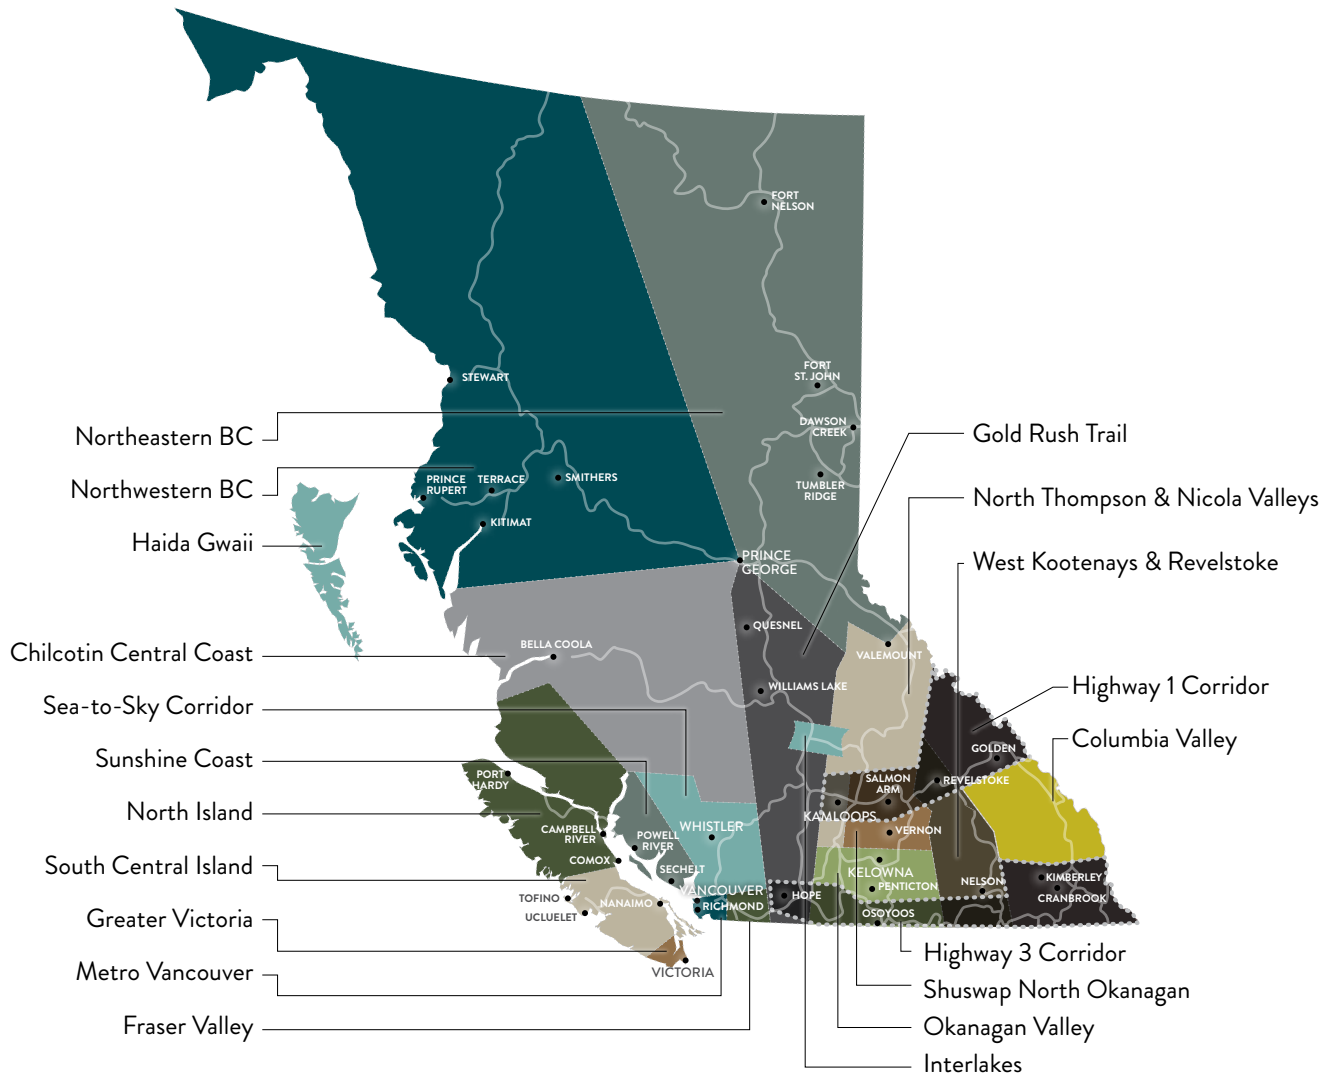 FORT
NELSON
FORT
ST. JOHN
STEWART
DAWSON
CREEK
Northeastern BC
Northwestern BC
Haida Gwaii
PRINCE
RUPERT
TERRACE
SMITHERS
KITIMAT
TUMBLER
RIDGE
PRINCE
GEORGE
Gold Rush Trail
North Thompson & Nicola Valleys
West Kootenays & Revelstoke
QUESNEL
BELLA COOLA
VALEMOUNT
WILLIAMS LAKE
Chilcotin Central Coast
Sea-to-Sky Corridor
Sunshine Coast
North Island
South Central Island
Greater Victoria
Metro Vancouver
Fraser Valley
Highway 1 Corridor
Columbia Valley
GOLDEN
REVELSTOKE
SALMON
ARM
KAMLOOPS
VERNON
PORT
HARDY
CAMPBELL
RIVER
POWELL
RIVER
WHISTLER
COMOX
SECHELT
VANCOUVER
RICHMOND
HOPE
KELOWNA
PENTICTON
OSOYOOS
NELSON
KIMBERLEY
CRANBROOK
TOFINO
UCLUELET
NANAIMO
VICTORIA
Highway 3 Corridor
Shuswap North Okanagan
Okanagan Valley
Interlakes